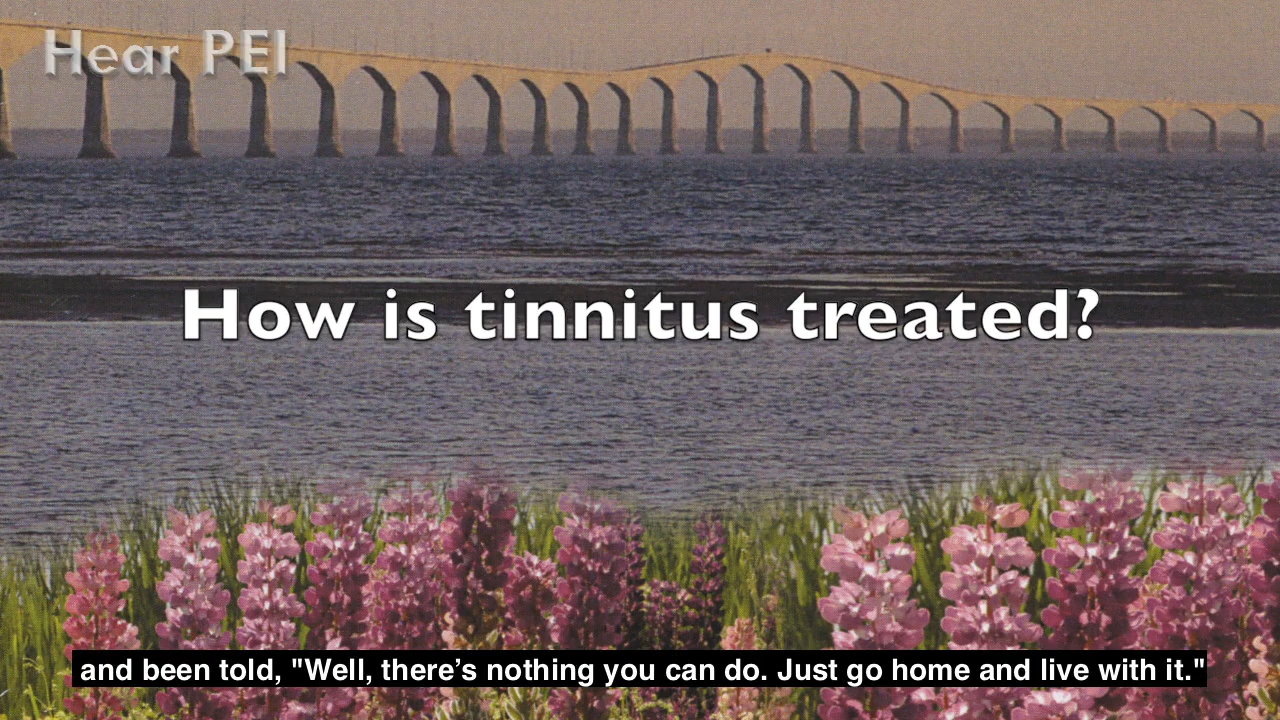 Hear PEI
How is tinnitus treated?
and been told, "Well, there’s nothing you can do. Just go home and live with it."